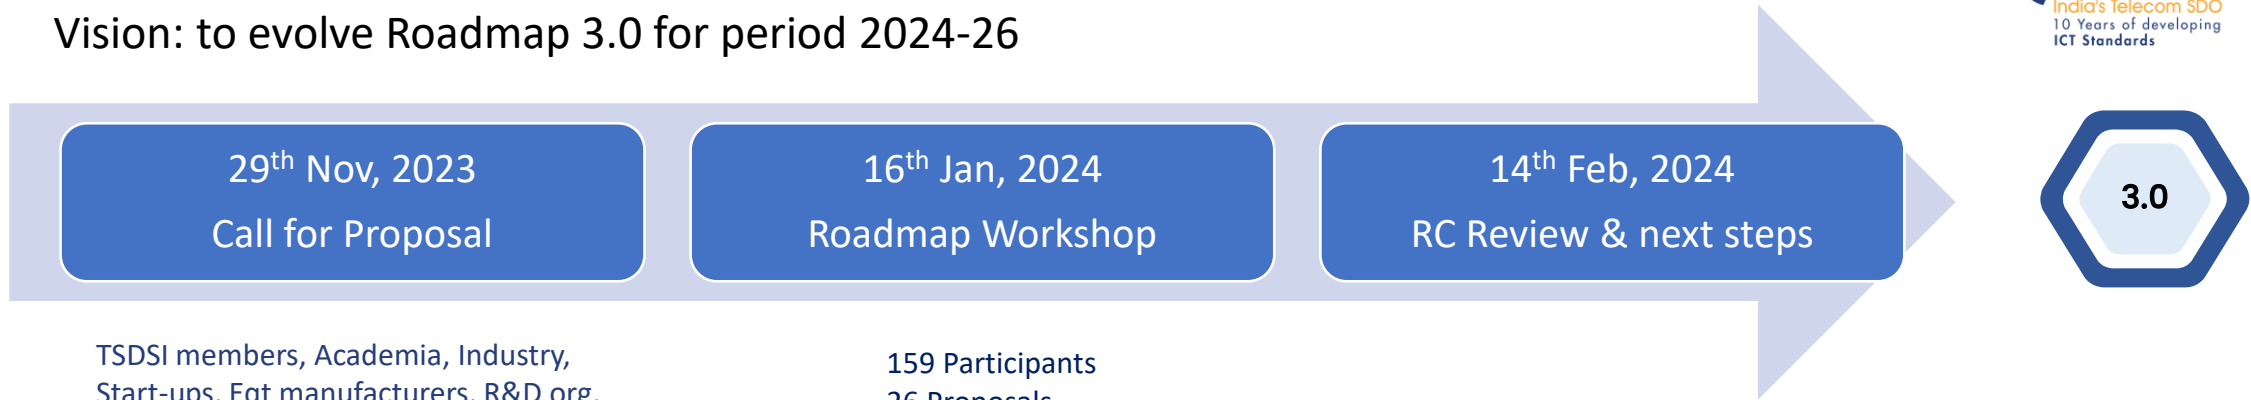 Vision: to evolve Roadmap 3.0 for period 2024-26
India's Telecom SDO
10 Years of developing
ICT Standards
29th Nov, 2023
Call for Proposal
16th Jan, 2024
Roadmap Workshop
14th Feb, 2024
RC Review & next steps
3.0
TSDSI members, Academia, Industry,
Start-ups, Eqt manufacturers, R&D org,
159 Participants
Proposals